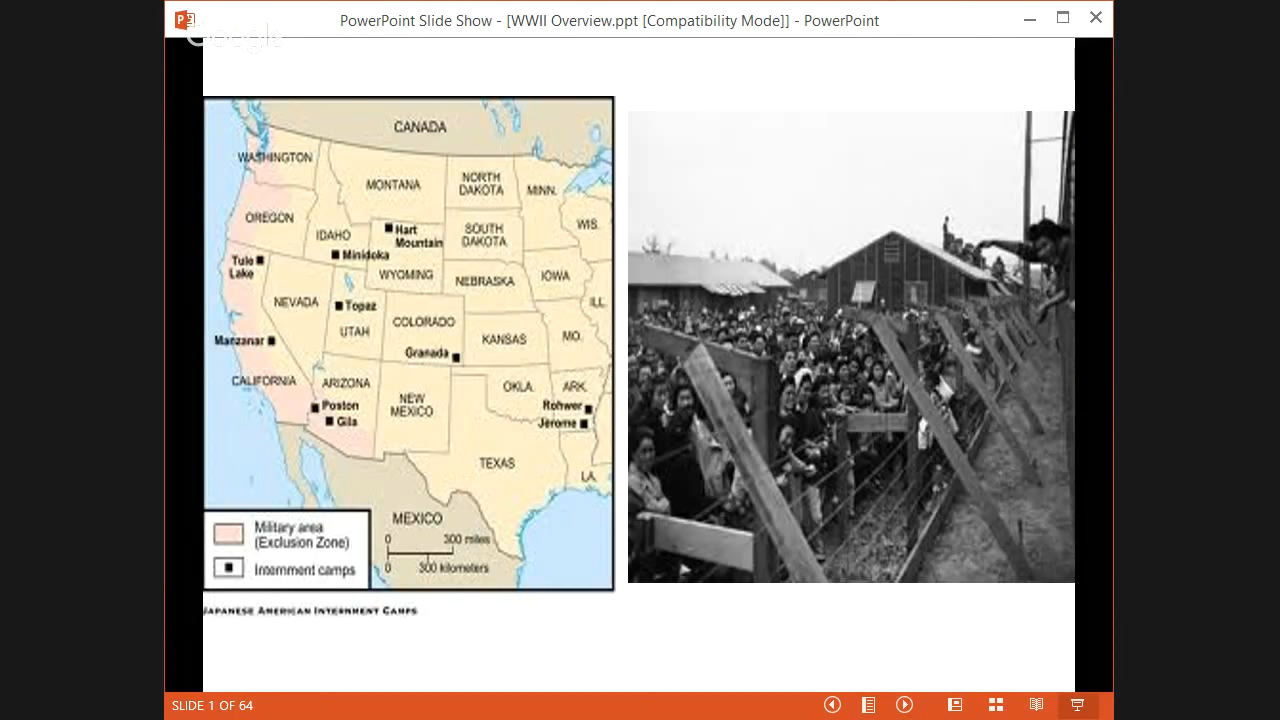 PowerPoint Slide Show - [WWII Overview.ppt [Compatibility Mode]] - PowerPoint
Google
CANADA
WASHINGTON
MONTANA
NORTH
DAKOTA
MINN.
OREGON
IDAHO
Hart
Mountain
SOUTH
DAKOTA
WIS.
Minidoka
Tule
Lake
WYOMING
NEBRASKA
IOWA
NEVADA
Topaz
UTAH
COLORADO
ILL.
Manzanar
Granada
KANSAS
MO.
CALIFORNIA
ARIZONA
NEW
MEXICO
OKLA.
ARK.
Poston
Gila
Rohwer
Jerome
TEXAS
LA.
MEXICO
0 300 miles
0 300 kilometers
Military area
(Exclusion Zone)
Internment camps
JAPANESE AMERICAN INTERNMENT CAMPS
SLIDE 1 OF 64